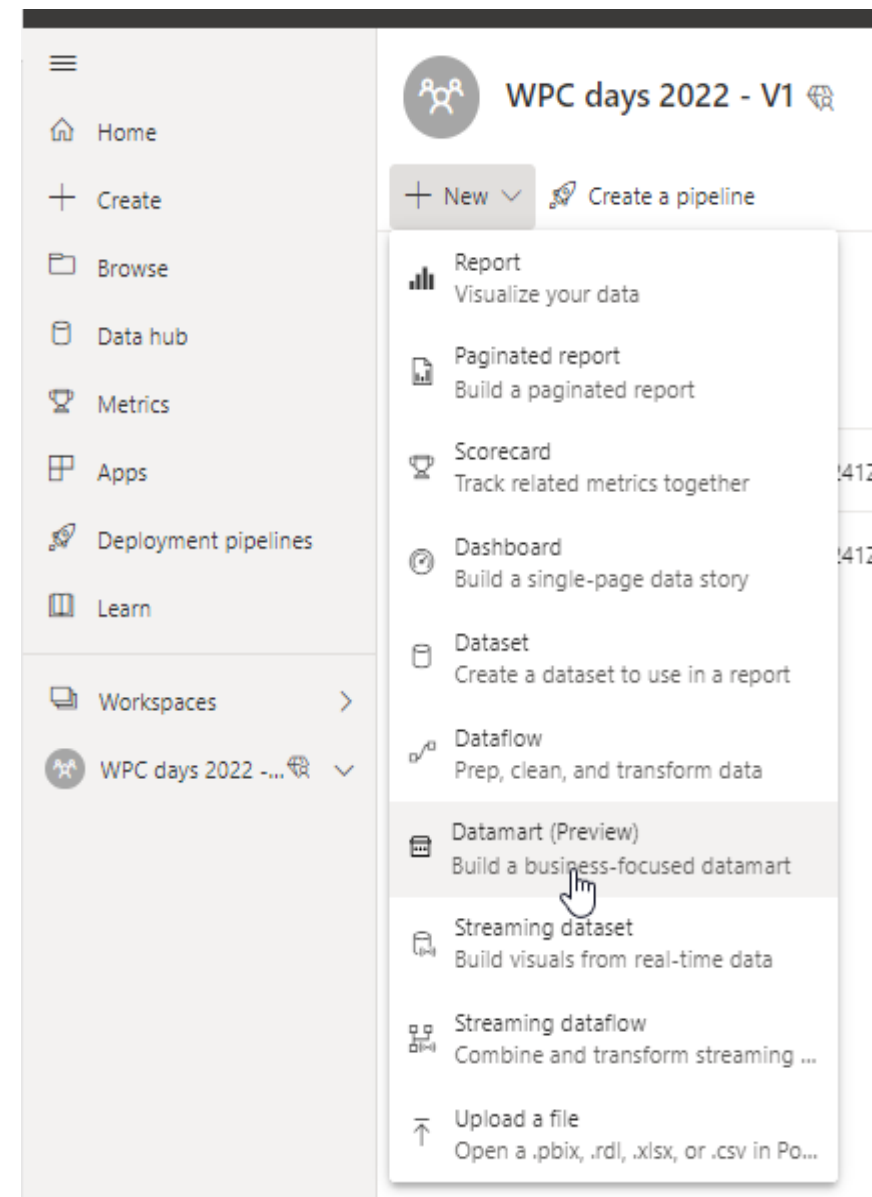 Home
Create
Browse
Data hub
Metrics
Apps
Deployment pipelines
Learn
Workspaces
WPC days 2022 -...
WPC days 2022 - V1
New
Create a pipeline
Report
Visualize your data
Paginated report
Build a paginated report
Scorecard
Track related metrics together
Dashboard
Build a single-page data story
Dataset
Create a dataset to use in a report
Dataflow
Prep, clean, and transform data
Datamart (Preview)
Build a business-focused datamart
Streaming dataset
Build visuals from real-time data
Streaming dataflow
Combine and transform streaming ...
Upload a file
Open a .pbix, .rdl, .xlsx, or .csv in Po...